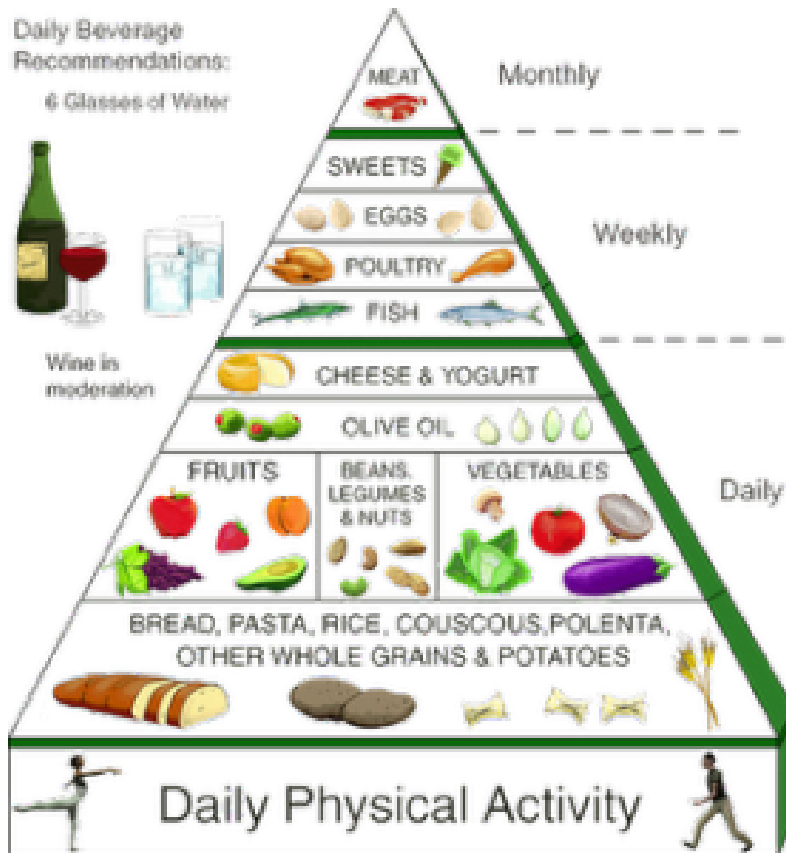 Daily Beverage
Recommendations:
6 Glasses of Water
Wine in
moderation
MEAT
Monthly
SWEETS
EGGS
POULTRY
FISH
Weekly
CHEESE & YOGURT
OLIVE OIL
FRUITS
BEANS,
LEGUMES
& NUTS
VEGETABLES
Daily
BREAD, PASTA, RICE, COUSCOUS,POLENTA,
OTHER WHOLE GRAINS & POTATOES
Daily Physical Activity